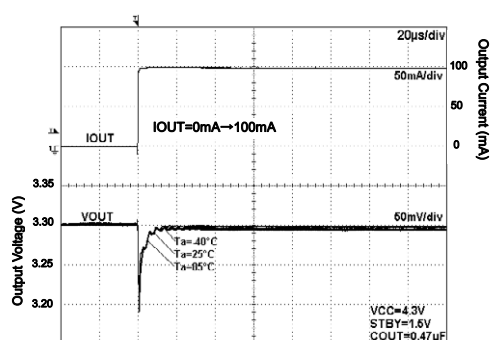 20μs/div
50mA/div
100
50
0
Output Current (mA)
IOUT
IOUT=0mA→100mA
3.35
3.30
3.25
3.20
Output Voltage (V)
VOUT
50mV/div
Ta=-40°C
Ta=25°C
Ta=85°C
VCC=4.3V
STBY=1.5V
COUT=0.47μF